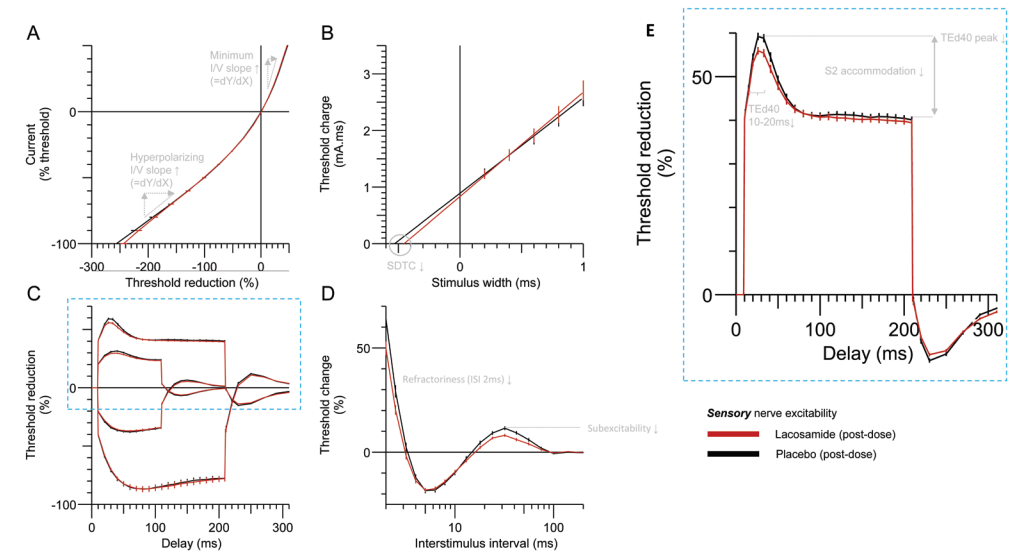 A
Minimum
I/V slope ↑
(=dY/dX)
0
Current
(% threshold)
Hyperpolarizing
I/V slope ↑
(=dY/dX)
-100
-300
-200
-100
0
Threshold reduction (%)
B
3
2
1
0
Threshold charge
(mA.ms)
SDTC ↓
0
1
Stimulus width (ms)
C
0
-100
Threshold reduction
(%)
0
100
200
300
Delay (ms)
D
50
0
Threshold change
(%)
Refractoriness (ISI 2ms) ↓
Subexcitability ↓
10
100
Interstimulus interval (ms)
E
TEd40 peak ↓
S2 accommodation ↓
TEd40
10-20ms↓
50
0
Threshold reduction
(%)
0
100
200
300
Delay (ms)
Sensory nerve excitability
Lacosamide (post-dose)
Placebo (post-dose)